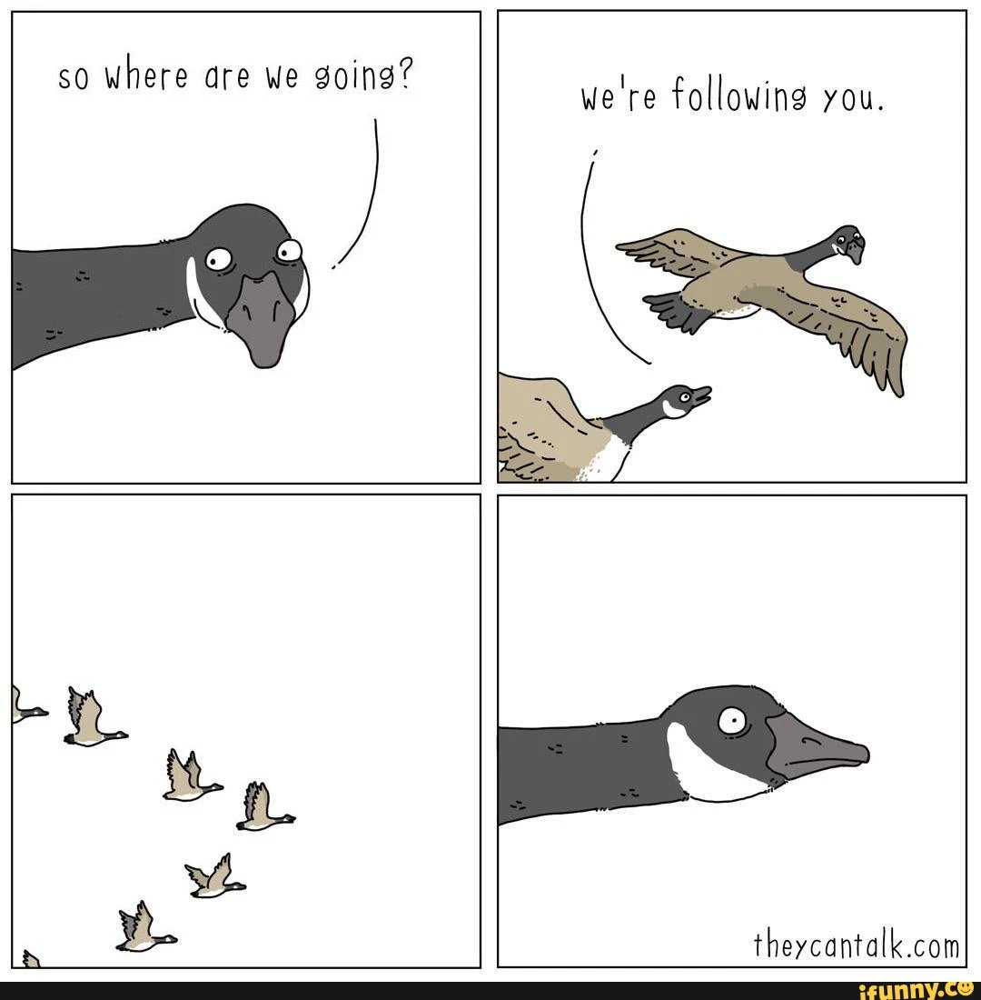 so where are we going?
we're following you.
theycantalk.com
ifunny.co